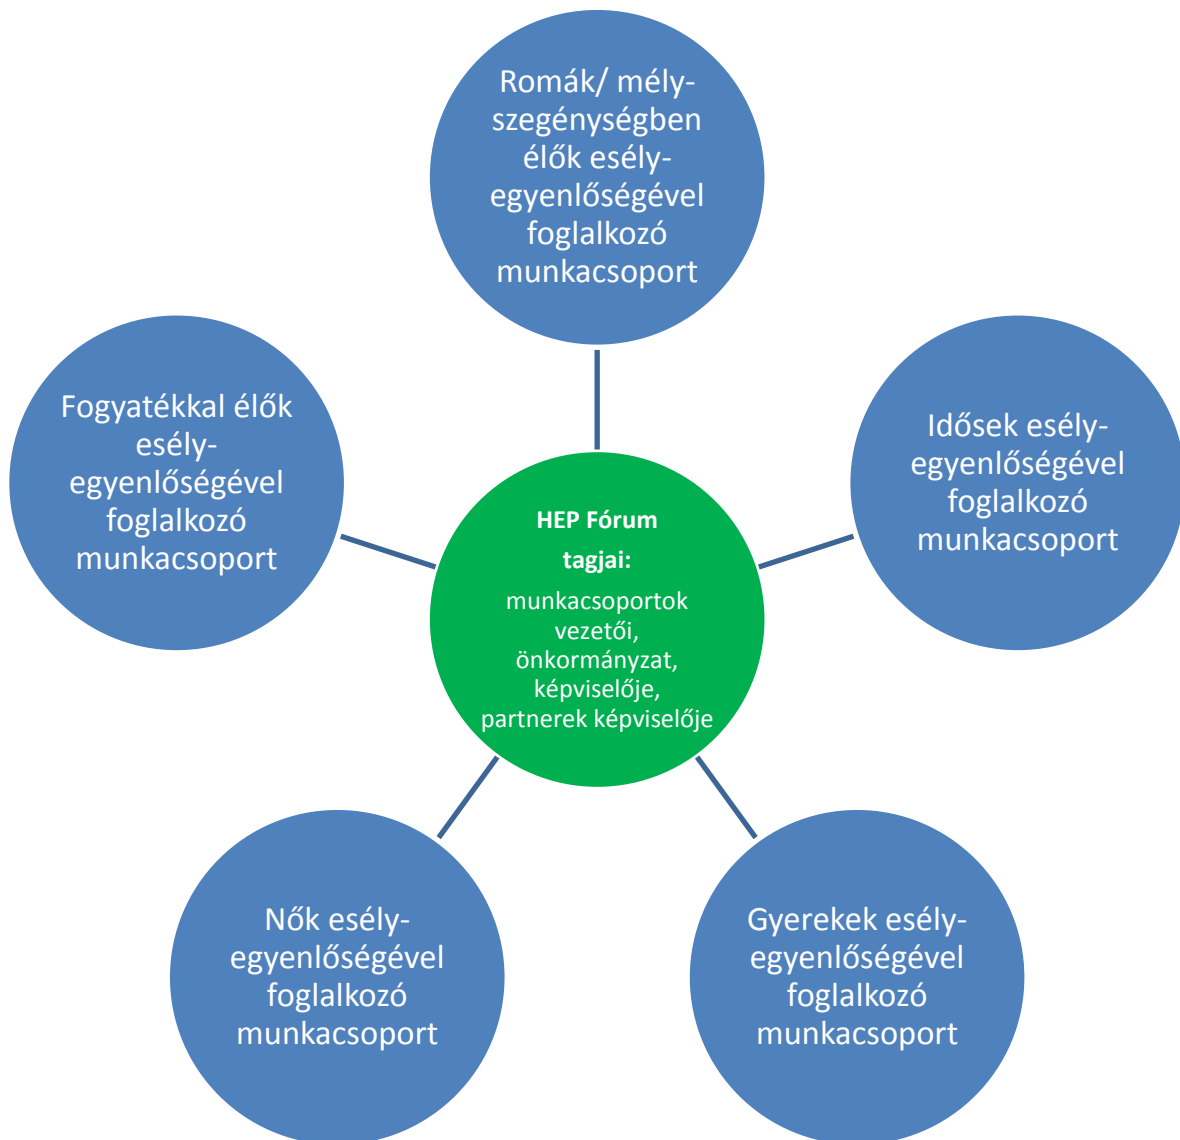 Romák/ mély-
szegénységben
élők esély-
egyenlőségével
foglalkozó
munkacsoport
Fogyatékkal élők
esély-
egyenlőségével
foglalkozó
munkacsoport
Idősek esély-
egyenlőségével
foglalkozó
munkacsoport
HEP Fórum
tagjai:
munkacsoportok
vezetői,
önkormányzat,
képviselője,
partnerek képviselője
Nők esély-
egyenlőségével
foglalkozó
munkacsoport
Gyerekek esély-
egyenlőségével
foglalkozó
munkacsoport